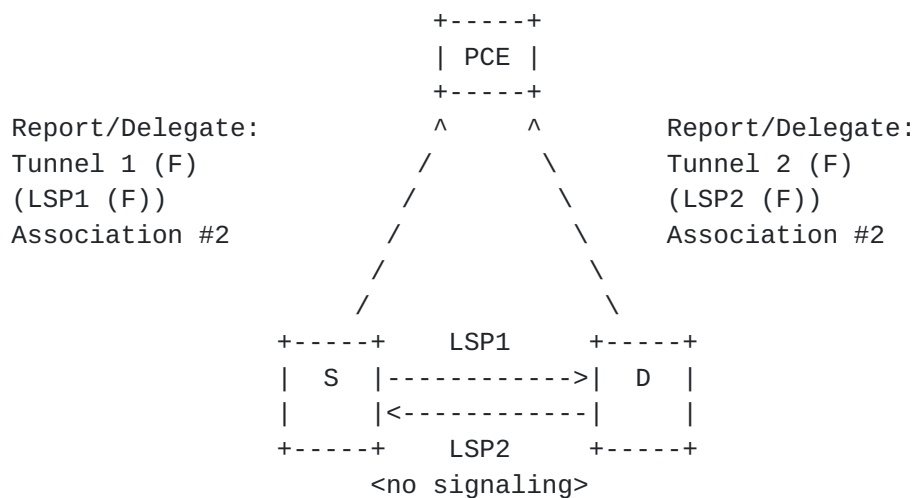 +-----+
| PCE |
+-----+
Report/Delegate: ^ ^ Report/Delegate:
Tunnel 1 (F) / \ Tunnel 2 (F)
(LSP1 (F)) / \ (LSP2 (F))
Association #2 / \ Association #2
/ \
/ \
+-----+ LSP1 +-----+
| S |------------>| D |
| |<------------| |
+-----+ LSP2 +-----+
<no signaling>